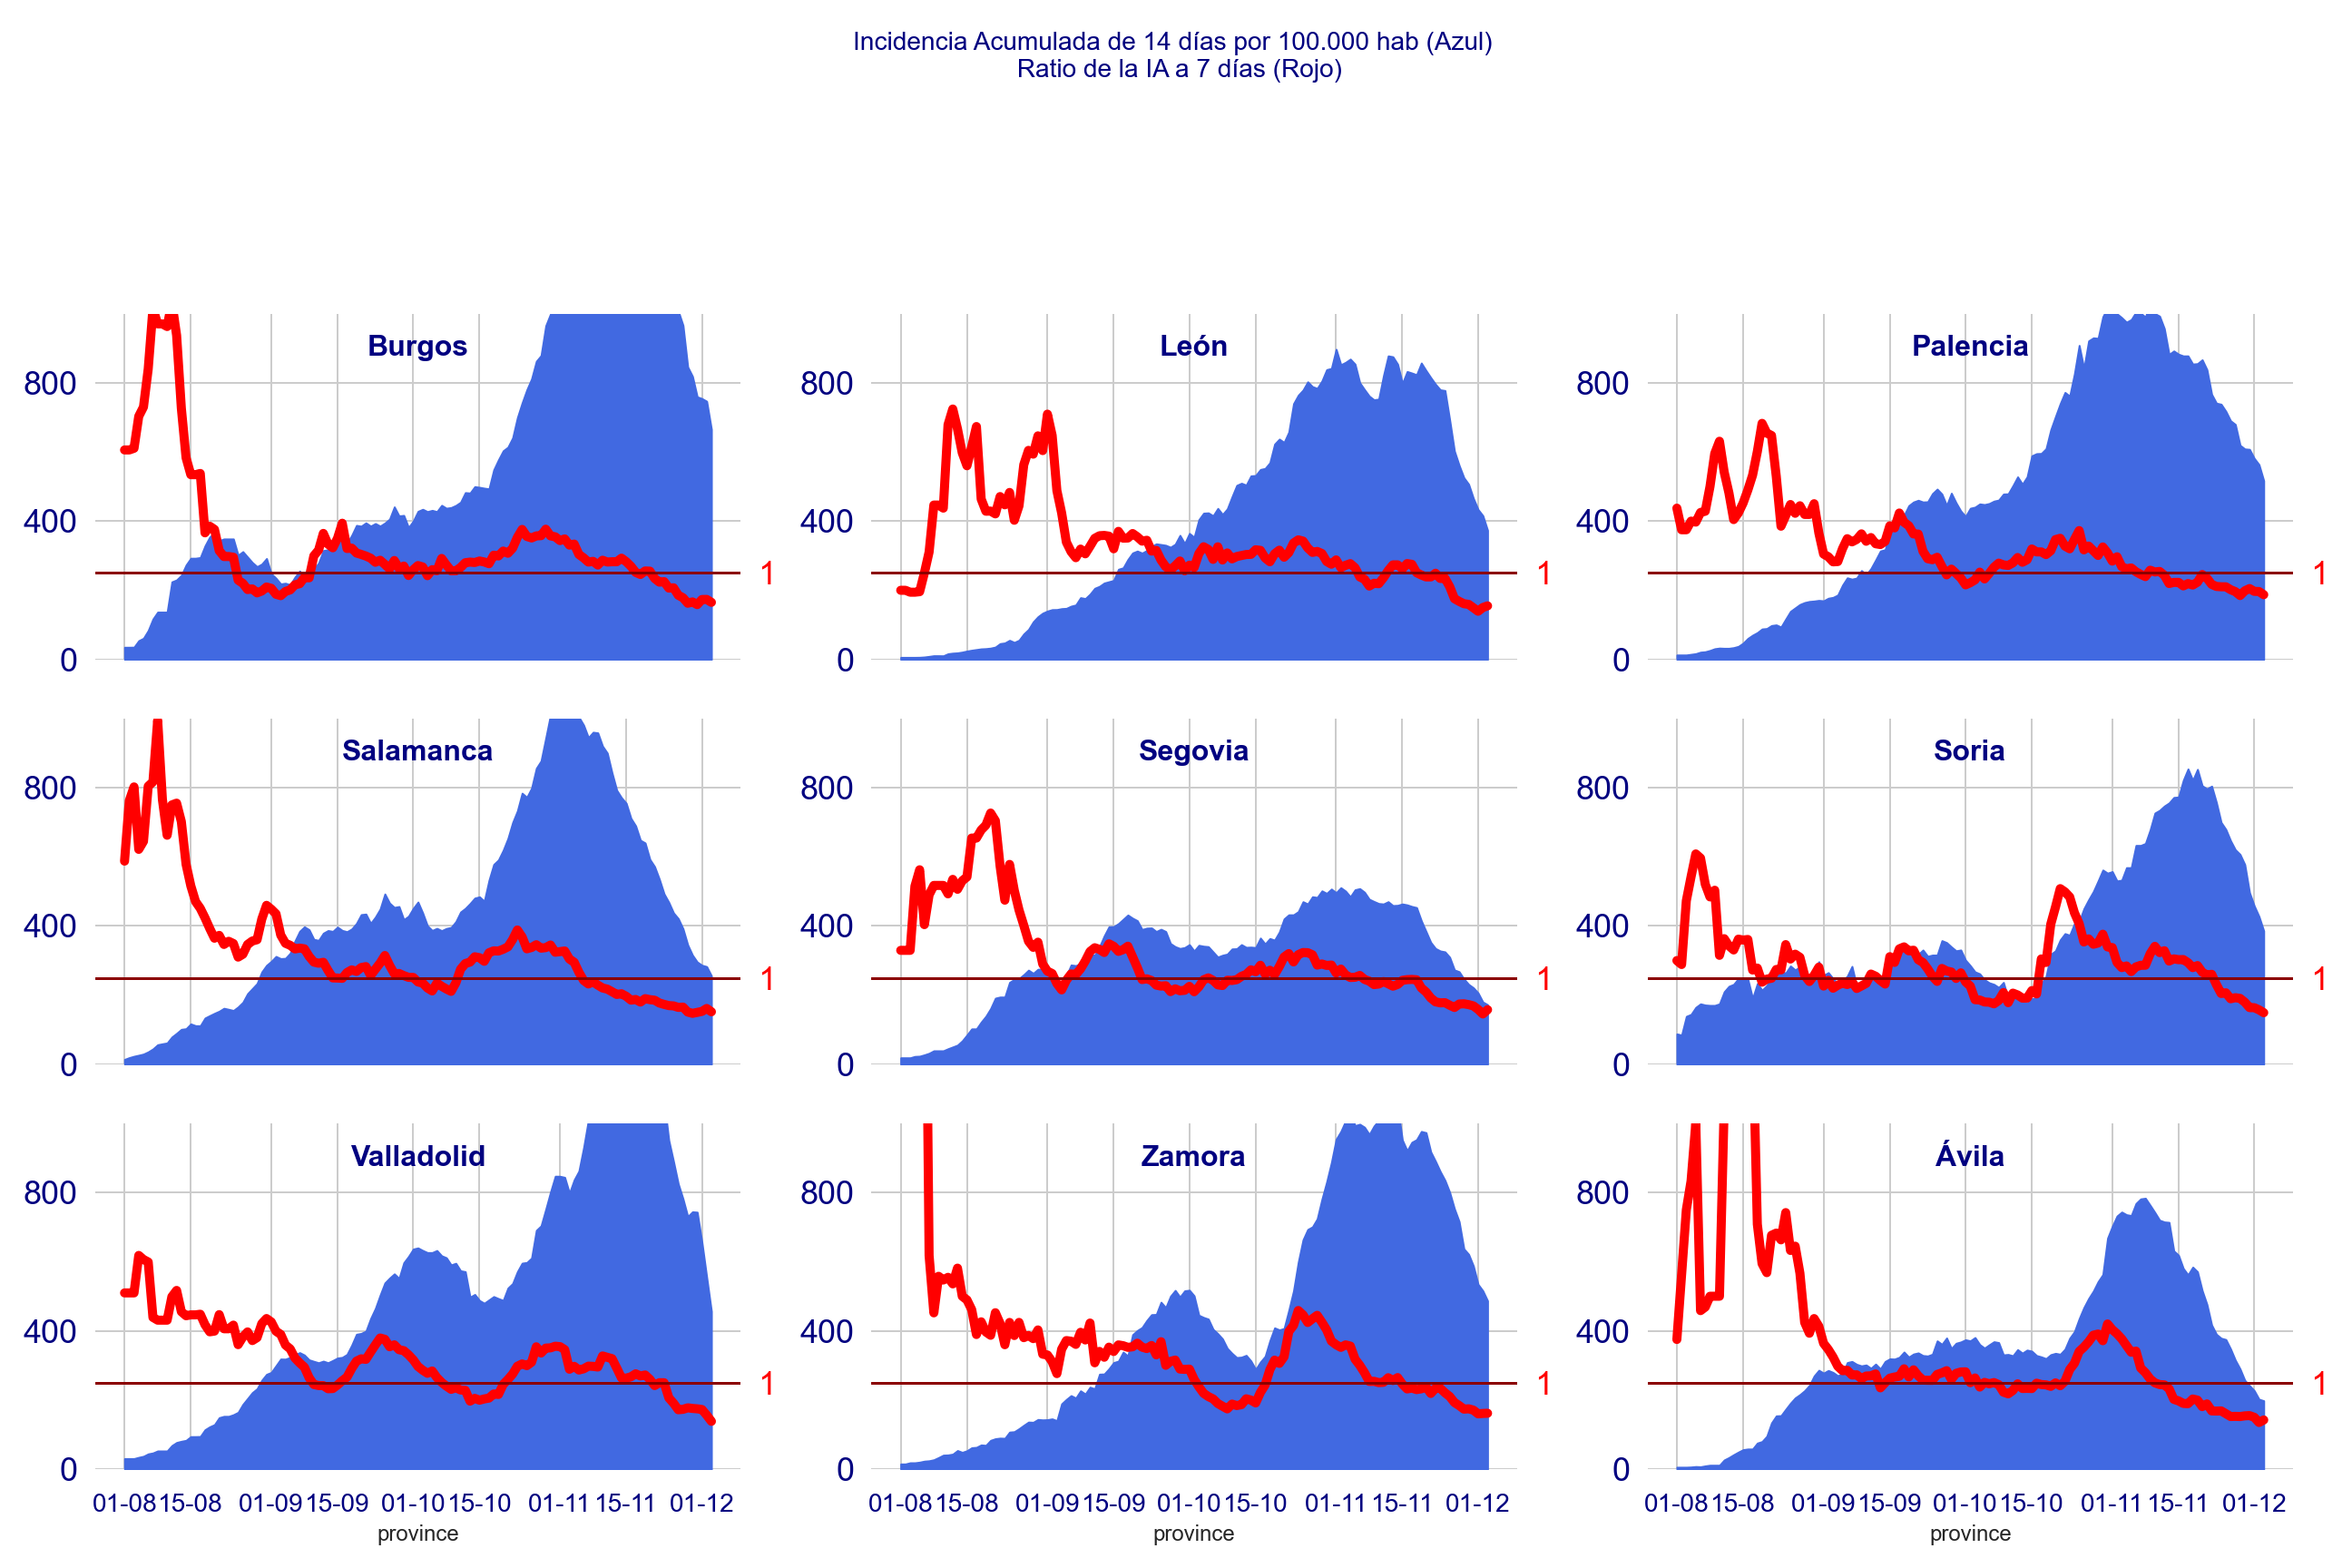 Incidencia Acumulada de 14 días por 100.000 hab (Azul)
Ratio de la IA a 7 días (Rojo)
Burgos
800
400
0
1
León
800
400
0
1
Palencia
800
400
0
1
Salamanca
800
400
0
1
Segovia
800
400
0
1
Soria
800
400
0
1
Valladolid
800
400
0
1
01-08 15-08 01-09 15-09 01-10 15-10 01-11 15-11 01-12
province
Zamora
800
400
0
1
01-08 15-08 01-09 15-09 01-10 15-10 01-11 15-11 01-12
province
Ávila
800
400
0
1
01-08 15-08 01-09 15-09 01-10 15-10 01-11 15-11 01-12
province